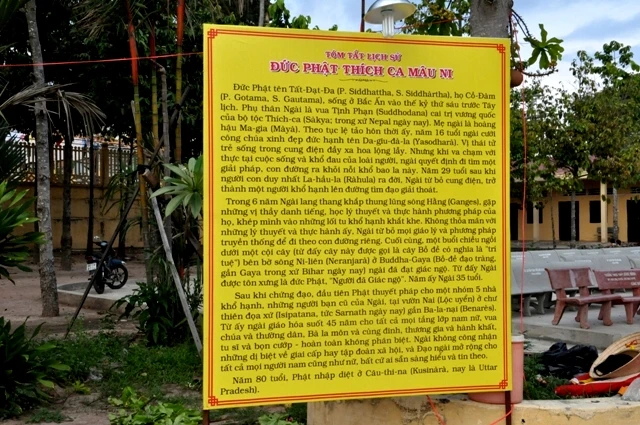 TÓM TẮT LỊCH SỬ
ĐỨC PHẬT THÍCH CA MÂU NI
Đức Phật tên Tất-Đạt-Đa (P. Siddhattha, S. Siddhàrtha), họ Cồ-Đàm
(P. Gotama, S. Gautama), sống ở Bắc Ấn vào thế kỷ thứ sáu trước Tây
lịch. Phụ thân Ngài là vua Tịnh Phạn (Suddhodana) cai trị vương quốc
của bộ tộc Thích-ca (Sàkya; trong xứ Nepal ngày nay). Mẹ ngài là hoàng
hậu Ma-gia (Màyà). Theo tục lệ tảo hôn thời ấy, năm 16 tuổi ngài cưới
công chúa xinh đẹp đức hạnh tên Da-giu-đà-la (Yasodharà). Vị thái tử
trẻ sống trong cung điện đầy xa hoa lộng lẫy. Nhưng khi va chạm với
thực tại cuộc sống và khổ đau của loài người, ngài quyết định đi tìm một
giải pháp, con đường ra khỏi nỗi khổ bao la này. Năm 29 tuổi sau khi
người con duy nhất La-hầu-la (Ràhula) ra đời, Ngài từ bỏ cung điện, trở
thành một người khổ hạnh lên đường tìm đạo giải thoát.
Trong 6 năm Ngài lang thang khắp thung lũng sông Hằng (Ganges), gặp
những vị thầy danh tiếng, học lý thuyết và thực hành phương pháp của
họ, khép mình vào những lối tu khổ hạnh khắt khe. Không thỏa mãn với
những lý thuyết và thực hành ấy, Ngài từ bỏ mọi giáo lý và phương pháp
truyền thống để đi theo con đường riêng. Cuối cùng, một buổi chiều ngồi
dưới một cội cây (từ đấy cây này được gọi là cây Bồ đề có nghĩa là "trí
tuệ") bên bờ sông Ni-liên (Neranjarà) ở Buddha-Gaya (Bồ-đề đạo tràng,
gần Gaya trong xứ Bihar ngày nay) ngài đã đạt giác ngộ. Từ đấy Ngài
được tôn xưng là đức Phật, "Người đã Giác ngộ". Năm ấy Ngài 35 tuổi.
Sau khi chứng đạo, đầu tiên Phật thuyết pháp cho một nhóm 5 nhà
khổ hạnh, những người bạn cũ của Ngài, tại vườn Nai (Lộc uyển) ở chư
thiên đọa xứ (Isipatana, tức Sarnath ngày nay) gần Ba-la-nại (Benarès).
Từ ấy ngài giáo hóa suốt 45 năm cho tất cả mọi tầng lớp nam nữ, vua
chúa và thường dân, Bà la môn và cùng đinh, thương gia và hành khất,
tu sĩ và bọn cướp - hoàn toàn không phân biệt. Ngài không công nhận
những dị biệt về giai cấp hay tập đoàn xã hội, và Đạo ngài mở rộng cho
tất cả mọi người nam cũng như nữ, bất cứ ai sẵn sàng hiểu và tin theo.
Năm 80 tuổi, Phật nhập diệt ở Câu-thi-na (Kusinàrà, nay là Uttar
Pradesh).